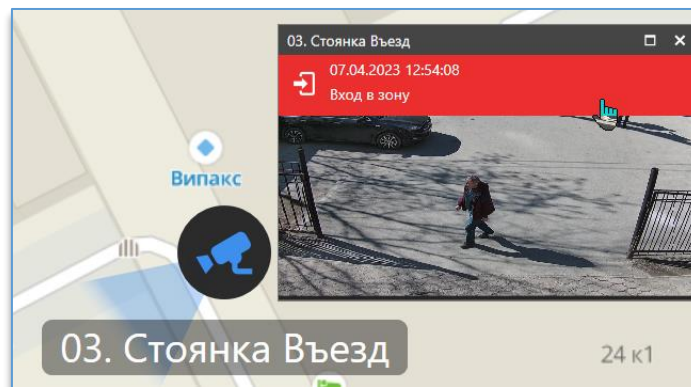 03. Стоянка Въезд
07.04.2023 12:54:08
Вход в зону
Випакс
03. Стоянка Въезд
24 к1